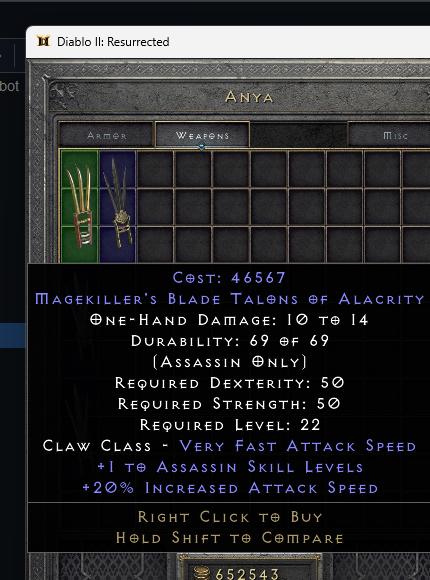 bot
Diablo II: Resurrected
Anya
Armor Weapons Misc
Cost: 46567
Magekiller's Blade Talons of Alacrity
One-Hand Damage: 10 to 14
Durability: 69 of 69
(Assassin Only)
Required Dexterity: 50
Required Strength: 50
Required Level: 22
Claw Class - Very Fast Attack Speed
+1 to Assassin Skill Levels
+20% Increased Attack Speed
Right Click to Buy
Hold Shift to Compare
652543